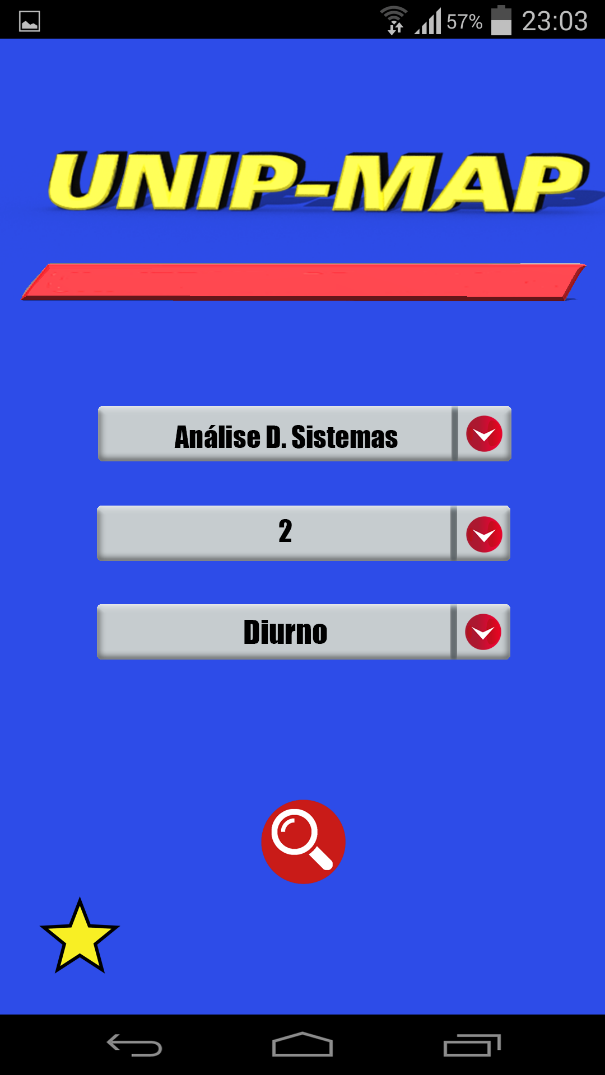 57% 23:03
UNIP-MAP
Análise D. Sistemas
2
Diurno